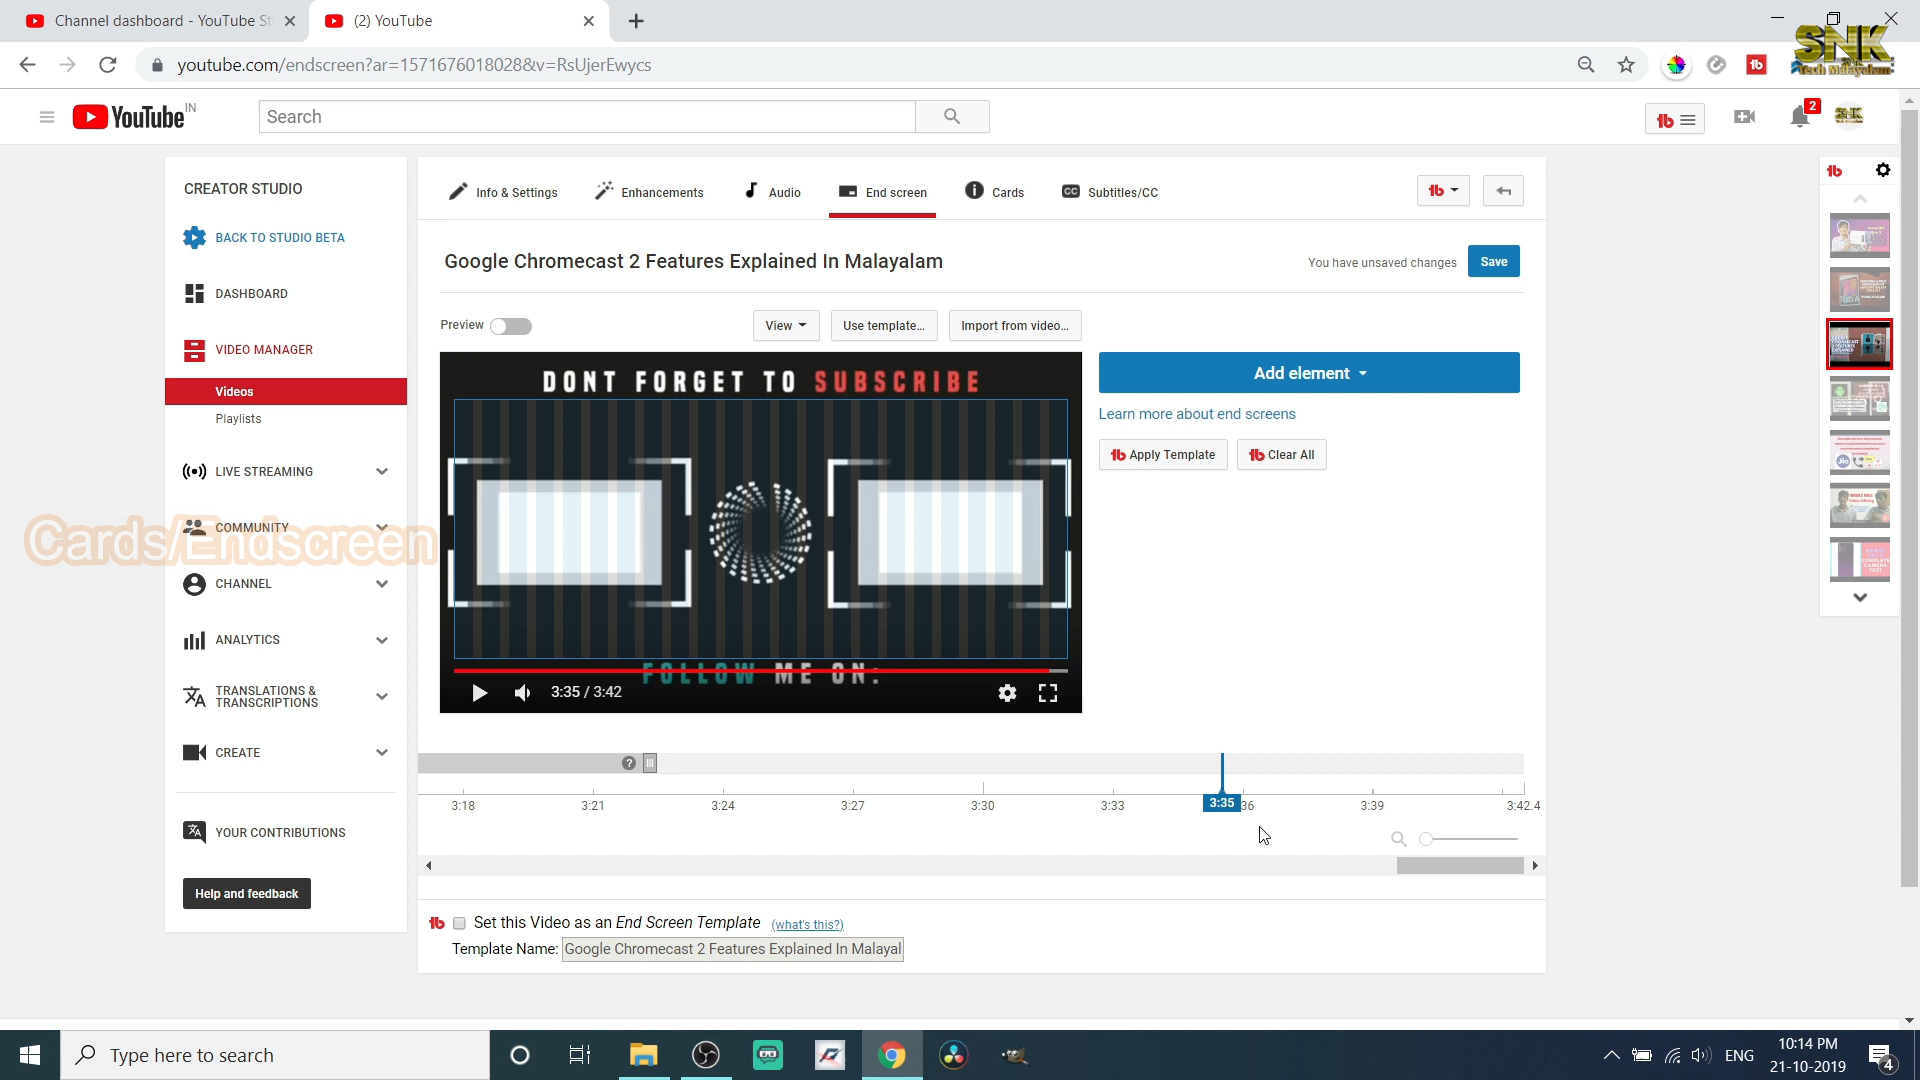 Channel dashboard - YouTube St
(2) YouTube
youtube.com/endscreen?ar=1571676018028&v=RsUjerEwycs
SNK
Tech Malayalam
YouTube IN
Search
2
CREATOR STUDIO
BACK TO STUDIO BETA
DASHBOARD
VIDEO MANAGER
Videos
Playlists
LIVE STREAMING
COMMUNITY
Cards/Endscreen
CHANNEL
ANALYTICS
TRANSLATIONS &
TRANSCRIPTIONS
CREATE
YOUR CONTRIBUTIONS
Help and feedback
Info & Settings
Enhancements
Audio
End screen
Cards
CC Subtitles/CC
Google Chromecast 2 Features Explained In Malayalam
You have unsaved changes
Save
Preview
View
Use template...
Import from video...
DONT FORGET TO SUBSCRIBE
FOLLOW ME ON:
3:35 / 3:42
Add element
Learn more about end screens
Apply Template
Clear All
3:18 3:21 3:24 3:27 3:30 3:33 3:35 36 3:39 3:42.4
Set this Video as an End Screen Template (what's this?)
Template Name: Google Chromecast 2 Features Explained In Malayal
Type here to search
ENG
10:14 PM
21-10-2019
4